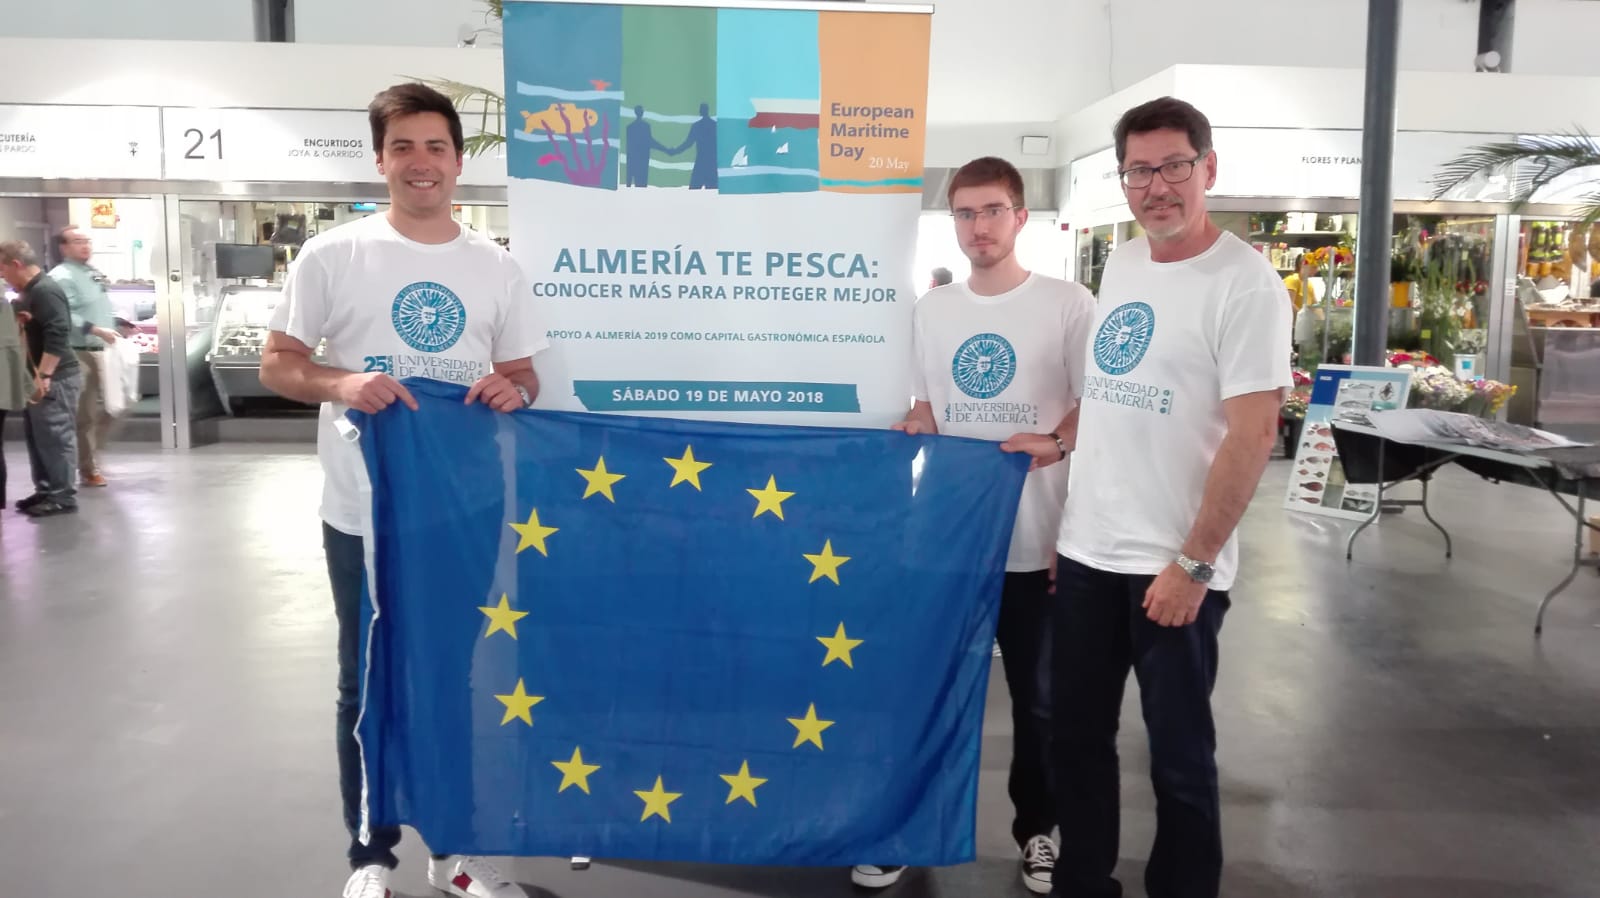 CUTERÍA
S PARDO
21
ENCURTIDOS
JOYA & GARRIDO
European
Maritime
Day
20 May
FLORES Y PLAN
ALMERÍA TE PESCA:
CONOCER MÁS PARA PROTEGER MEJOR
APOYO A ALMERÍA 2019 COMO CAPITAL GASTRONÓMICA ESPAÑOLA
SÁBADO 19 DE MAYO 2018
25
UNIVERSIDAD
DE ALMERÍA
UNIVERSIDAD
DE ALMERÍA
UNIVERSIDAD
DE ALMERÍA